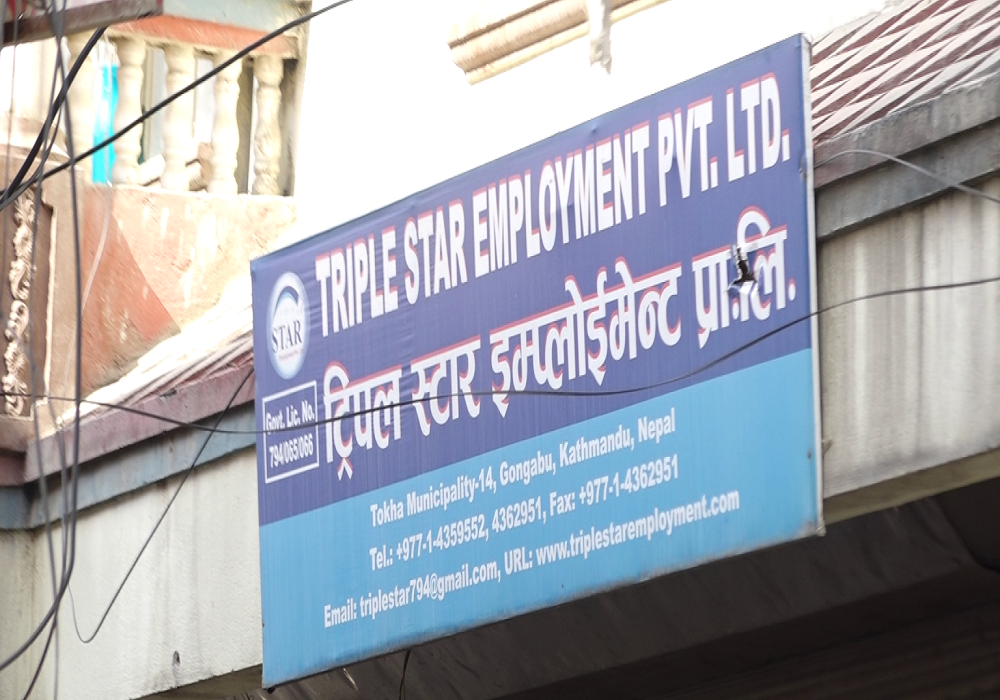 TRIPLE STAR EMPLOYMENT PVT. LTD.
ट्रिपल स्टार इम्प्लोईमेन्ट प्रा.लि.
STAR
Govt. Lic. No.
794/065/066
Tokha Municipality-14, Gongabu, Kathmandu, Nepal
Tel.: +977-1-4359552, 4362951, Fax: +977-1-4362951
Email: triplestar794@gmail.com, URL: www.triplestaremployment.com